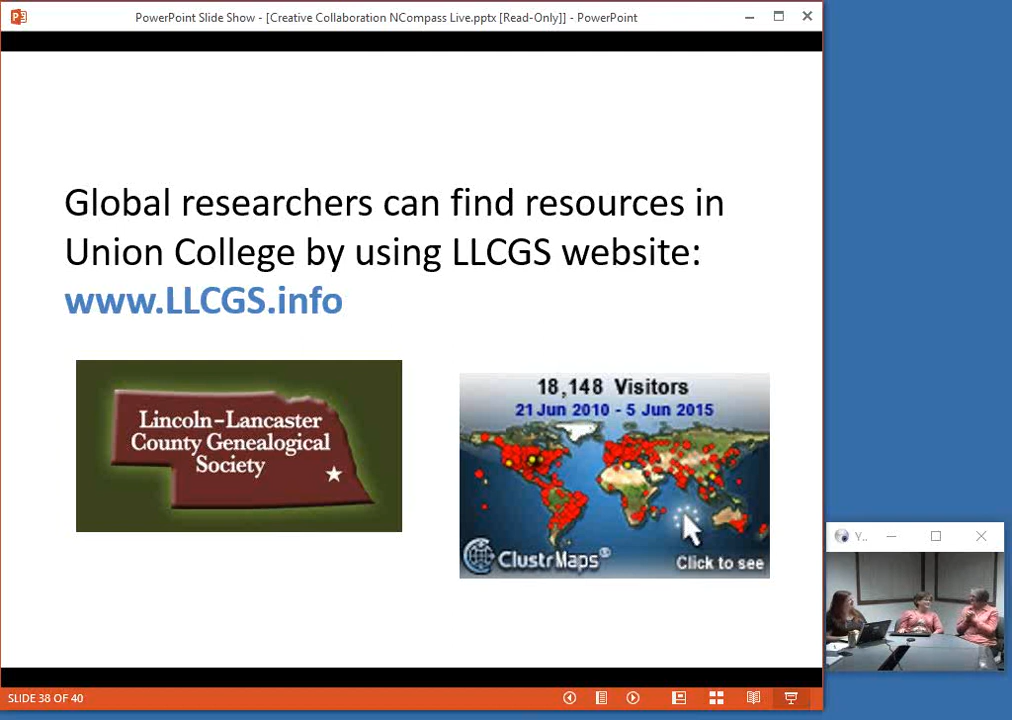 PowerPoint Slide Show - [Creative Collaboration NCompass Live.pptx [Read-Only]] - PowerPoint
Global researchers can find resources in
Union College by using LLCGS website:
www.LLCGS.info
Lincoln-Lancaster
County Genealogical
Society
18,148 Visitors
21 Jun 2010 - 5 Jun 2015
ClustrMaps®
Click to see
Y..
SLIDE 38 OF 40